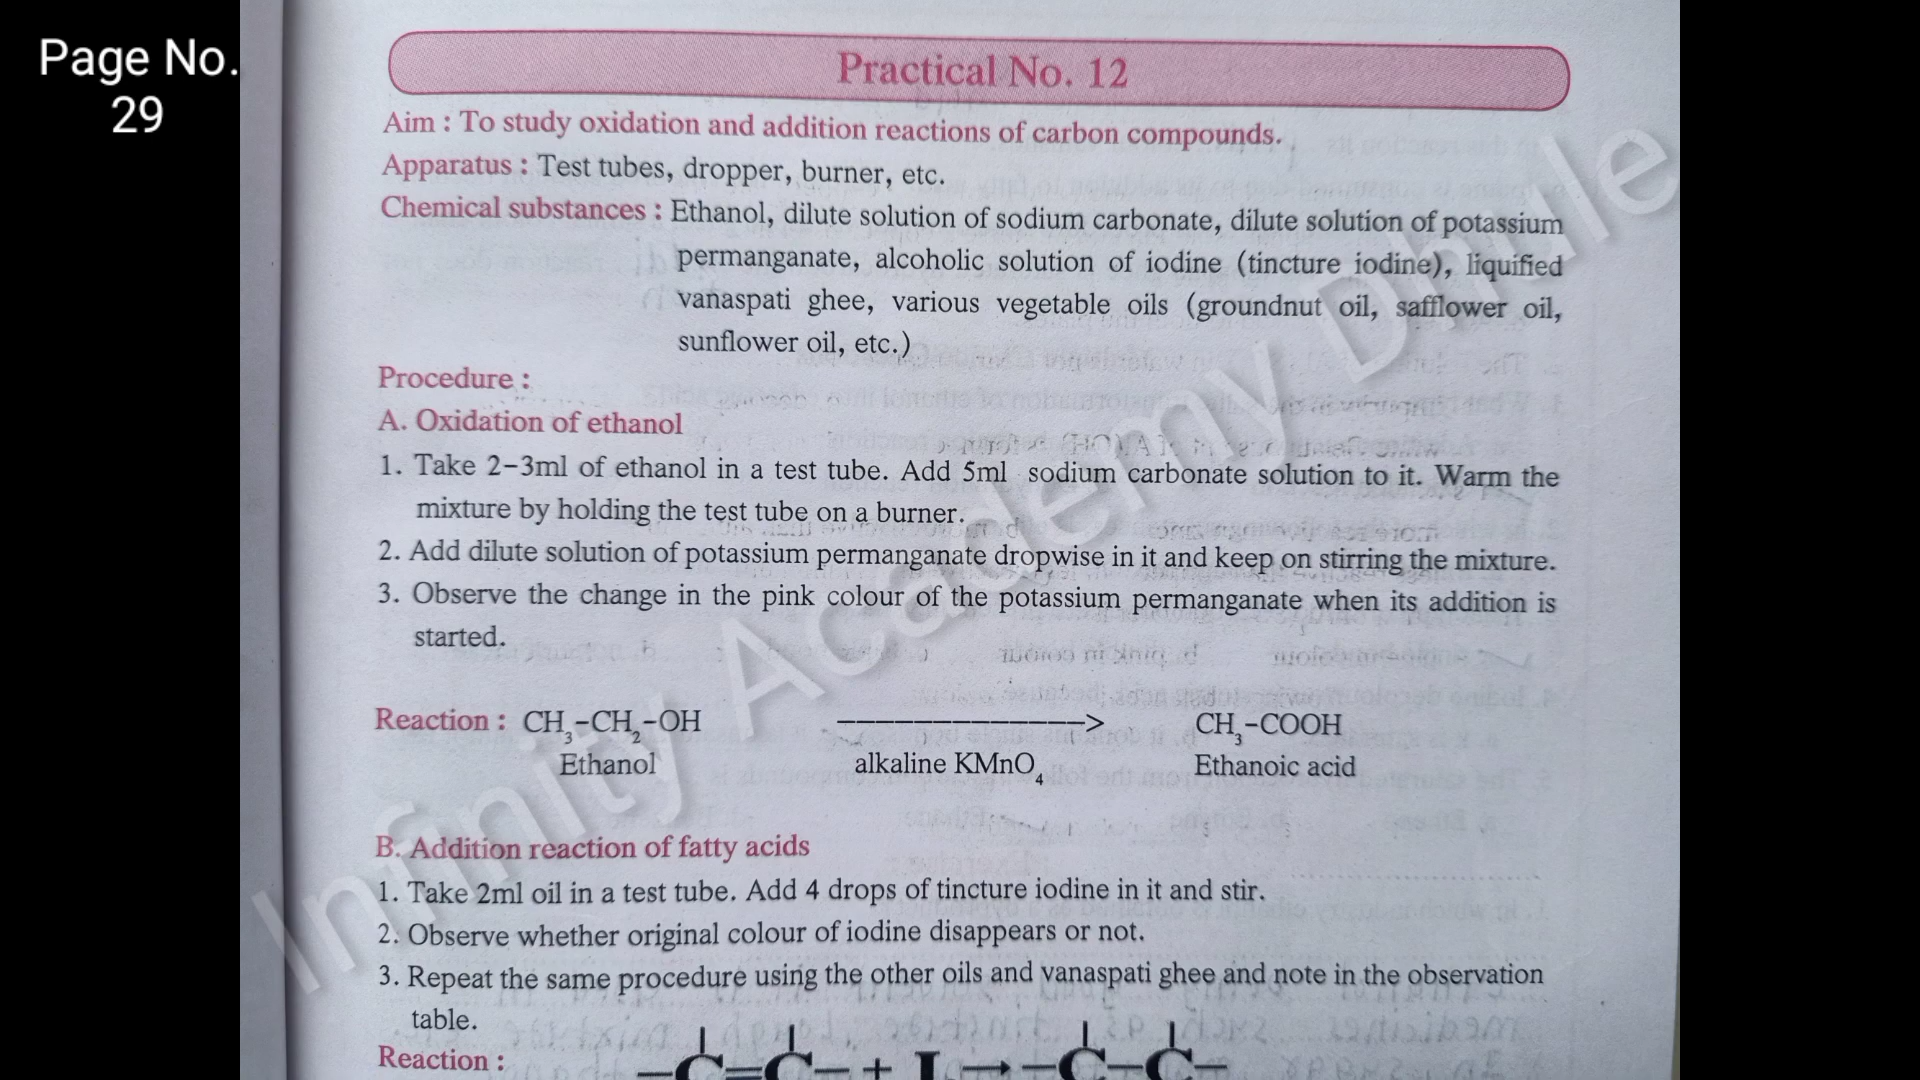 Page No.
29
Practical No. 12
Aim : To study oxidation and addition reactions of carbon compounds.
Apparatus : Test tubes, dropper, burner, etc.
Chemical substances : Ethanol, dilute solution of sodium carbonate, dilute solution of potassium
permanganate, alcoholic solution of iodine (tincture iodine), liquified
vanaspati ghee, various vegetable oils (groundnut oil, safflower oil,
sunflower oil, etc.)
Procedure :
A. Oxidation of ethanol
1. Take 2-3ml of ethanol in a test tube. Add 5ml sodium carbonate solution to it. Warm the
mixture by holding the test tube on a burner.
2. Add dilute solution of potassium permanganate dropwise in it and keep on stirring the mixture.
3. Observe the change in the pink colour of the potassium permanganate when its addition is
started.
Reaction : CH₃-CH₂-OH -------------> CH₃-COOH
Ethanol alkaline KMnO₄ Ethanoic acid
B. Addition reaction of fatty acids
1. Take 2ml oil in a test tube. Add 4 drops of tincture iodine in it and stir.
2. Observe whether original colour of iodine disappears or not.
3. Repeat the same procedure using the other oils and vanaspati ghee and note in the observation
table.
Reaction : –C=C– + I → –C–C–
Infinity Academy Dhule